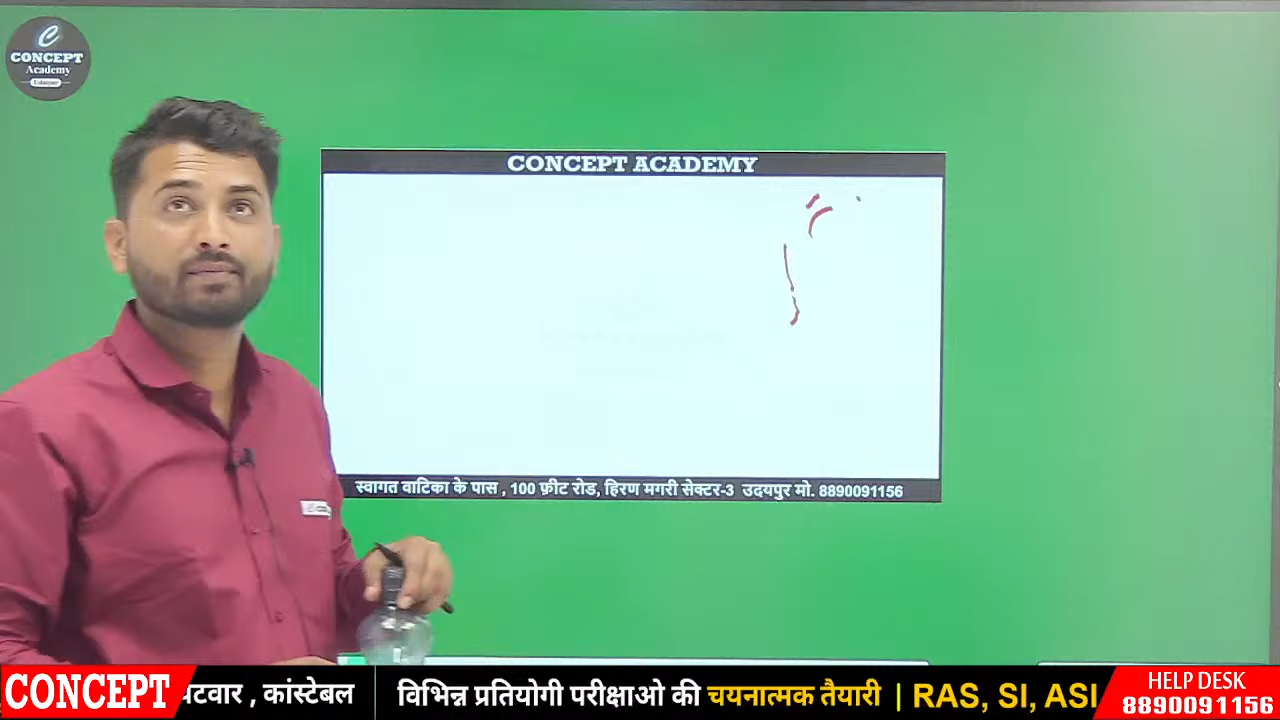 CONCEPT
Academy
Udaipur
CONCEPT ACADEMY
स्वागत वाटिका के पास , 100 फ़ीट रोड, हिरण मगरी सेक्टर-3 उदयपुर मो. 8890091156
CONCEPT
कांस्टेबल
विभिन्न प्रतियोगी परीक्षाओ की चयनात्मक तैयारी | RAS, SI, ASI
HELP DESK
8890091156